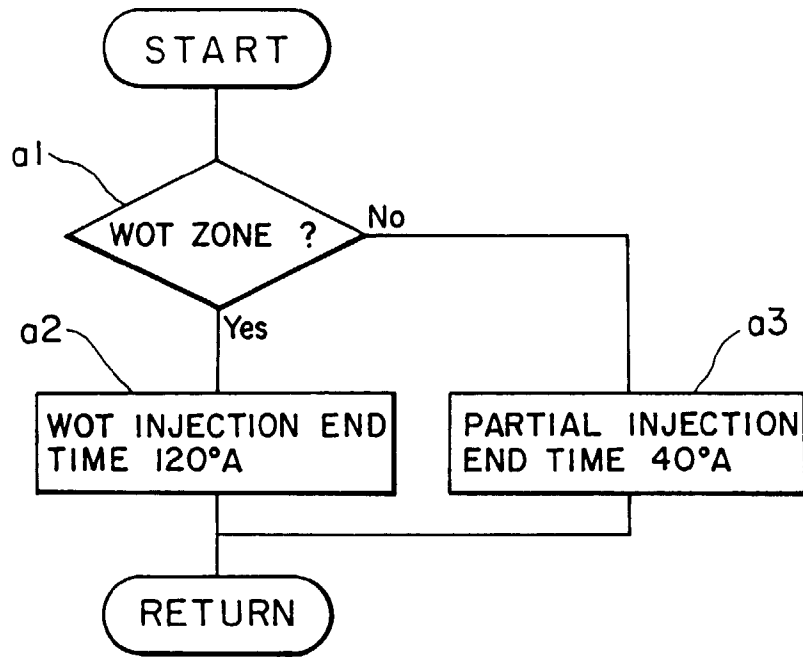 START
a1
WOT ZONE ?
No
Yes
a2
WOT INJECTION END
TIME 120°A
a3
PARTIAL INJECTION
END TIME 40°A
RETURN